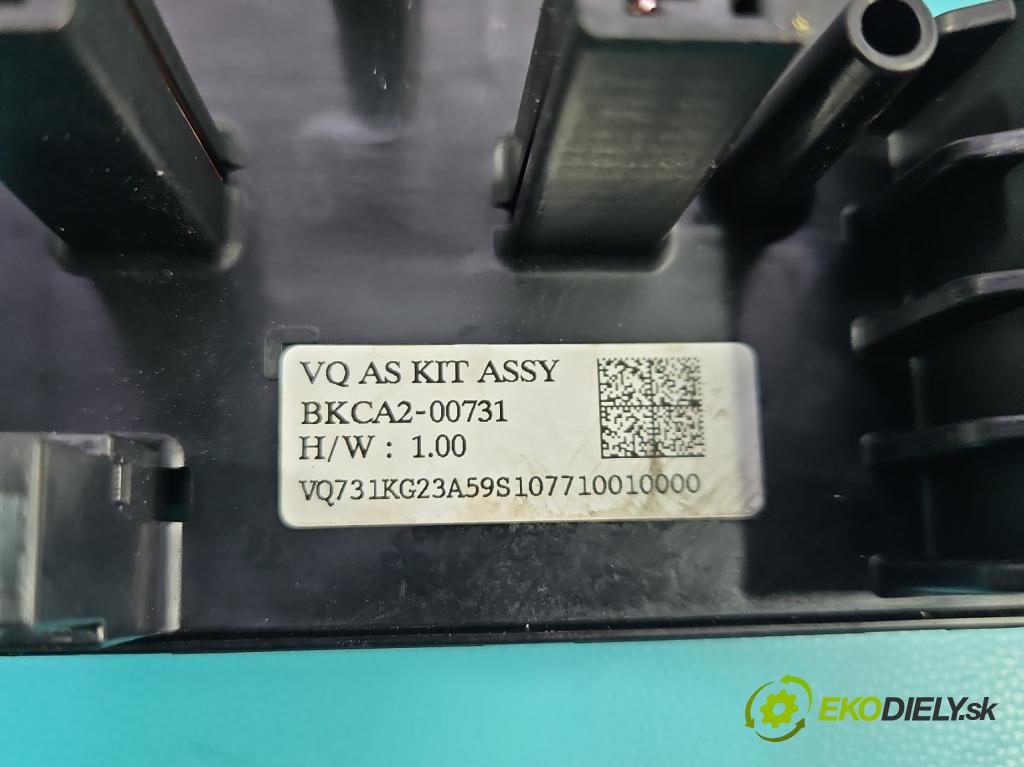 VQ AS KIT ASSY
BKCA2-00731
H/W : 1.00
VQ731KG23A59S107710010000
EKODIELY.sk